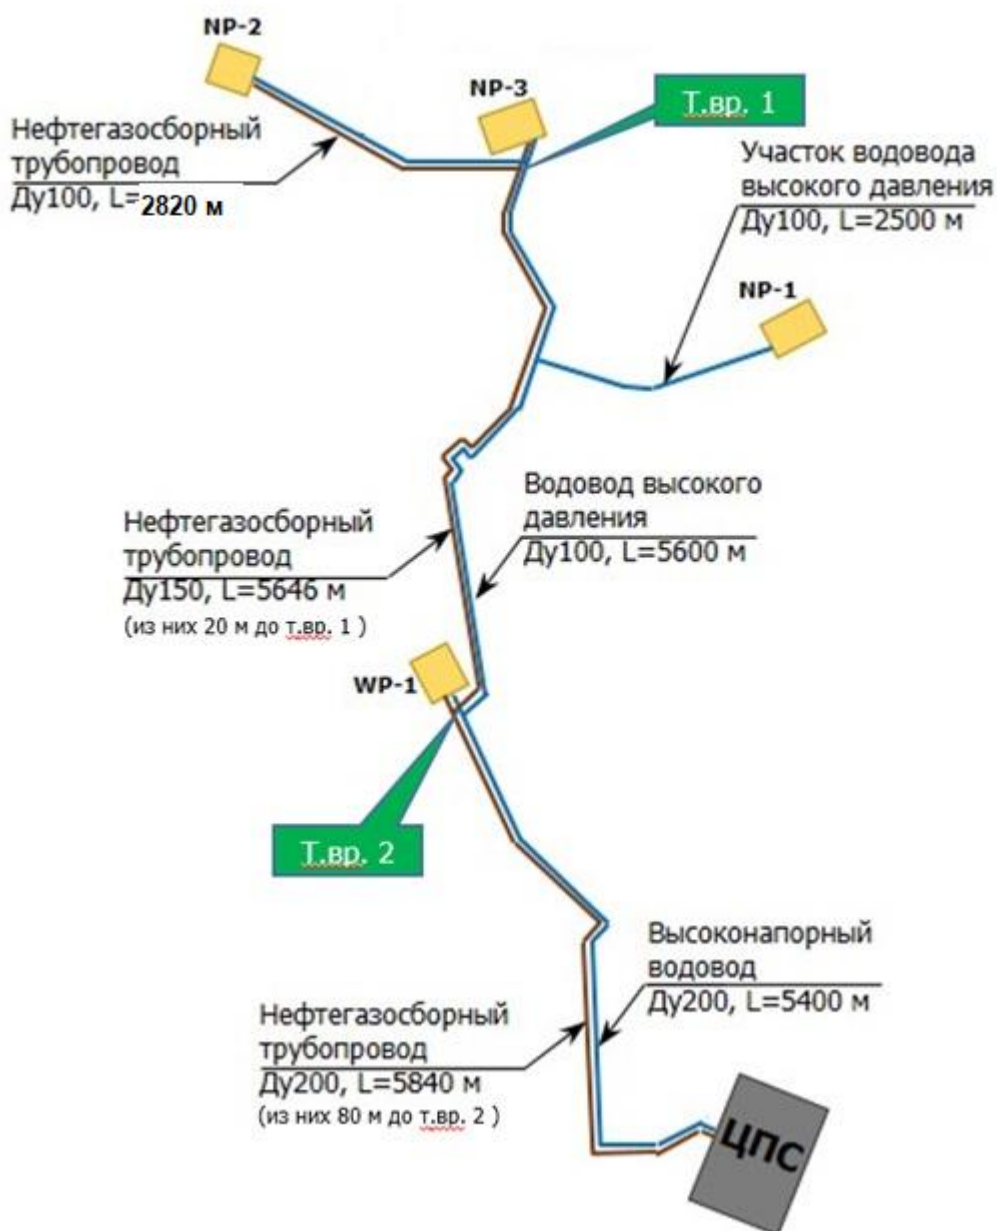 NP-2
NP-3
Т.вр. 1
Нефтегазосборный
трубопровод
Ду100, L=2820 м
Участок водовода
высокого давления
Ду100, L=2500 м
NP-1
Водовод высокого
давления
Ду100, L=5600 м
Нефтегазосборный
трубопровод
Ду150, L=5646 м
(из них 20 м до т.вр. 1 )
WP-1
Т.вр. 2
Высоконапорный
водовод
Ду200, L=5400 м
Нефтегазосборный
трубопровод
Ду200, L=5840 м
(из них 80 м до т.вр. 2 )
ЦПС